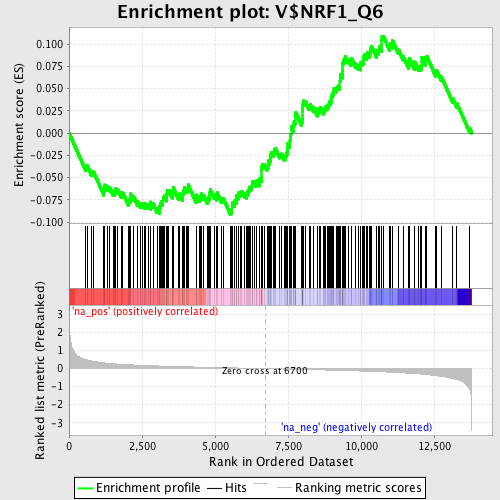 Enrichment plot: V$NRF1_Q6
Enrichment score (ES)
0.100
0.075
0.050
0.025
0.000
-0.025
-0.050
-0.075
-0.100
'na_pos' (positively correlated)
Ranked list metric (PreRanked)
3
2
1
0
-1
-2
-3
Zero cross at 6700
'na_neg' (negatively correlated)
0
2,500
5,000
7,500
10,000
12,500
Rank in Ordered Dataset
Enrichment profile
Hits
Ranking metric scores